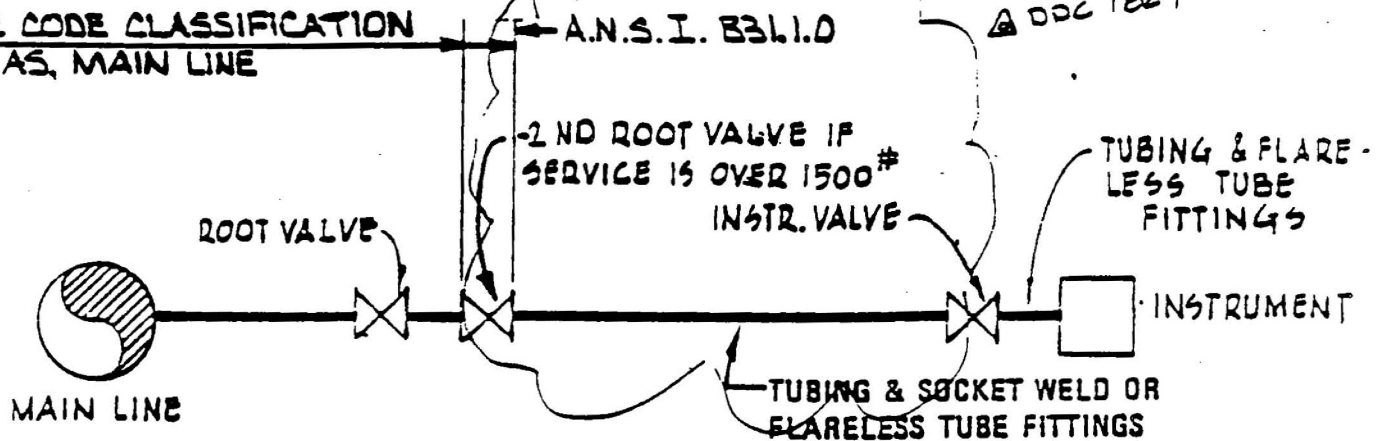 CODE CLASSIFICATION
AS, MAIN LINE
A.N.S.I. B31.1.0
DDC
2 ND ROOT VALVE IF
SERVICE IS OVER 1500#
TUBING & FLARE-
LESS TUBE
FITTINGS
ROOT VALVE
INSTR. VALVE
INSTRUMENT
MAIN LINE
TUBING & SOCKET WELD OR
FLARELESS TUBE FITTINGS